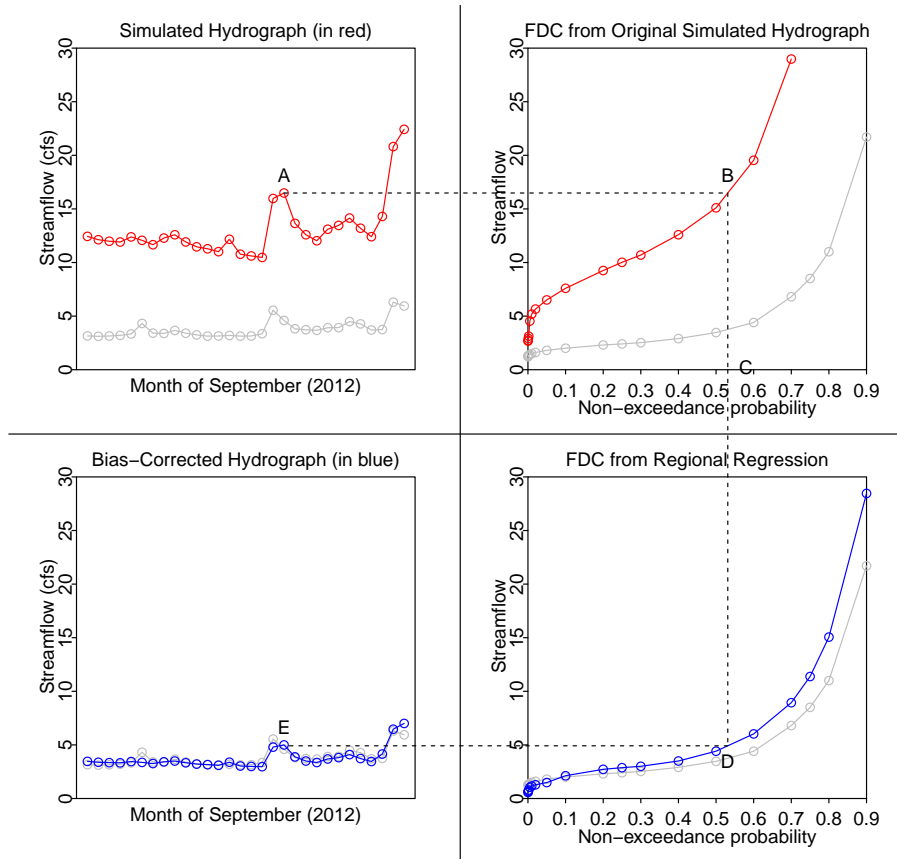 Simulated Hydrograph (in red)
Streamflow (cfs)
30
25
20
15
10
5
0
A
Month of September (2012)
FDC from Original Simulated Hydrograph
Streamflow
30
25
20
15
10
5
0
B
C
0 0.1 0.2 0.3 0.4 0.5 0.6 0.7 0.8 0.9
Non−exceedance probability
Bias−Corrected Hydrograph (in blue)
Streamflow (cfs)
30
25
20
15
10
5
0
E
Month of September (2012)
FDC from Regional Regression
Streamflow
30
25
20
15
10
5
0
D
0 0.1 0.2 0.3 0.4 0.5 0.6 0.7 0.8 0.9
Non−exceedance probability